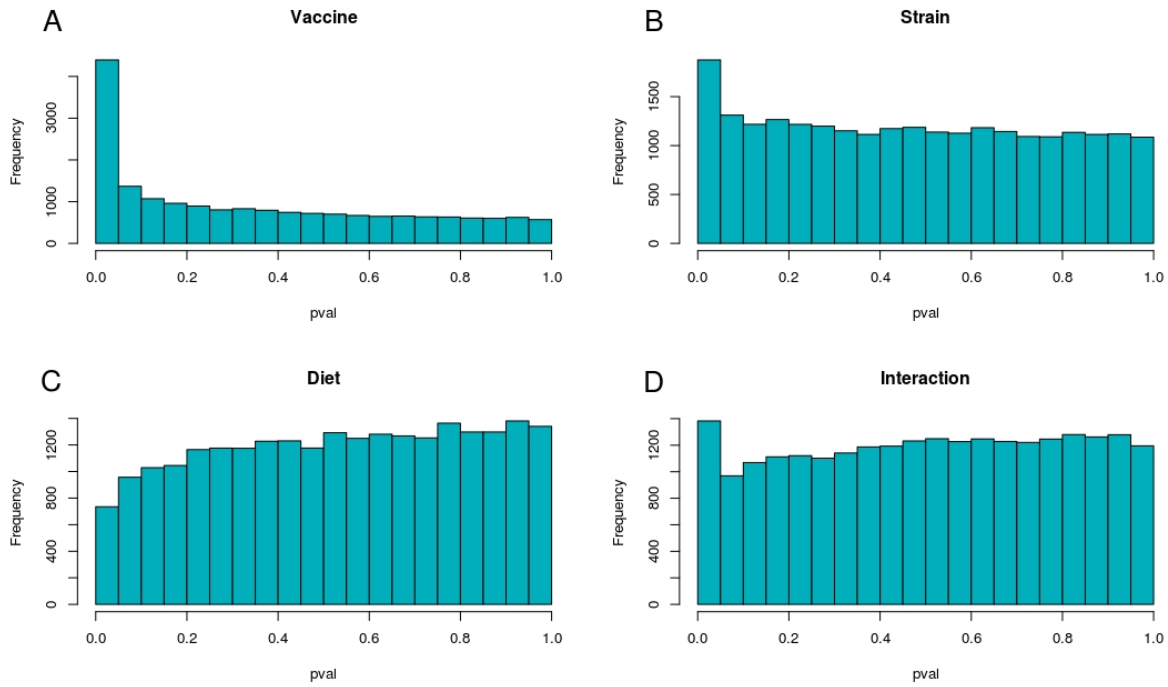 A
Vaccine
Frequency
0 1000 3000
0.0 0.2 0.4 0.6 0.8 1.0
pval
B
Strain
Frequency
0 500 1000 1500
0.0 0.2 0.4 0.6 0.8 1.0
pval
C
Diet
Frequency
0 400 800 1200
0.0 0.2 0.4 0.6 0.8 1.0
pval
D
Interaction
Frequency
0 400 800 1200
0.0 0.2 0.4 0.6 0.8 1.0
pval